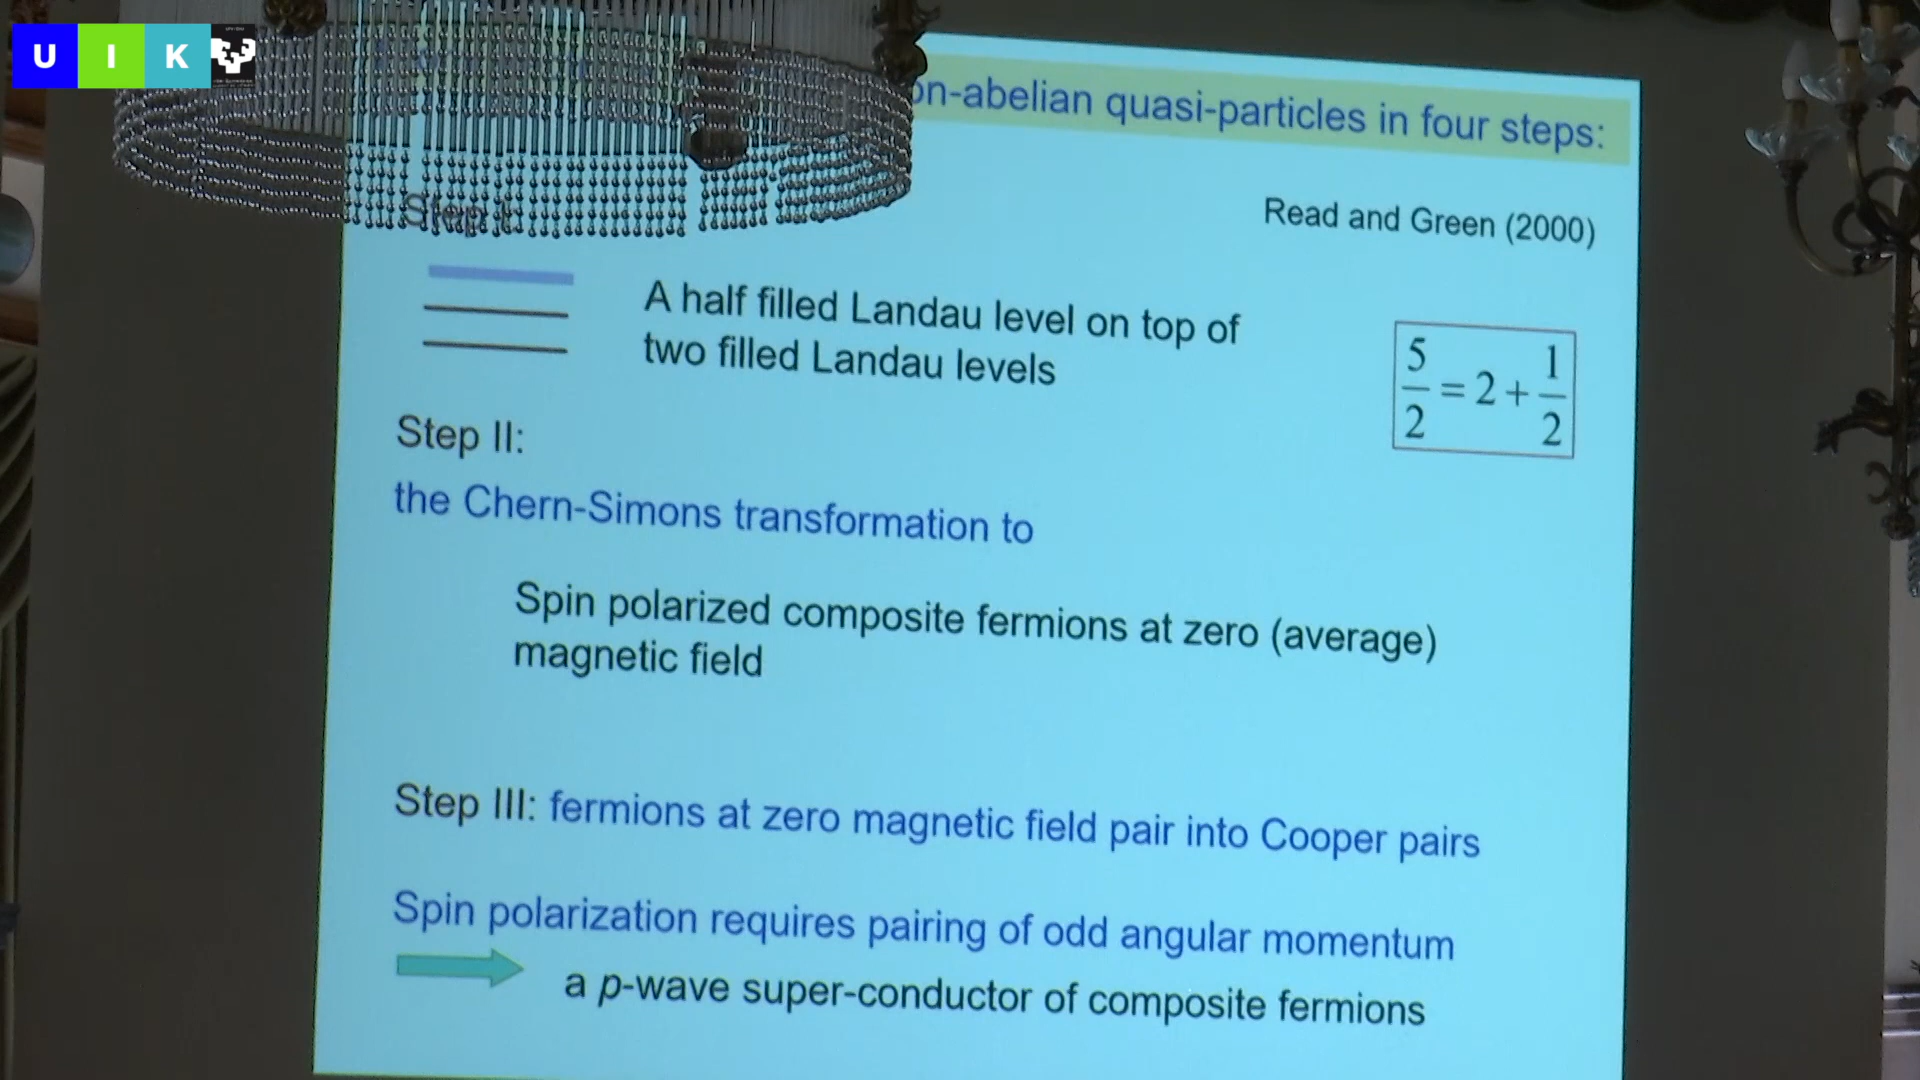 UIK
on-abelian quasi-particles in four steps:
Step I:
Read and Green (2000)
A half filled Landau level on top of
two filled Landau levels
5/2 = 2 + 1/2
Step II:
the Chern-Simons transformation to
Spin polarized composite fermions at zero (average)
magnetic field
Step III: fermions at zero magnetic field pair into Cooper pairs
Spin polarization requires pairing of odd angular momentum
a p-wave super-conductor of composite fermions